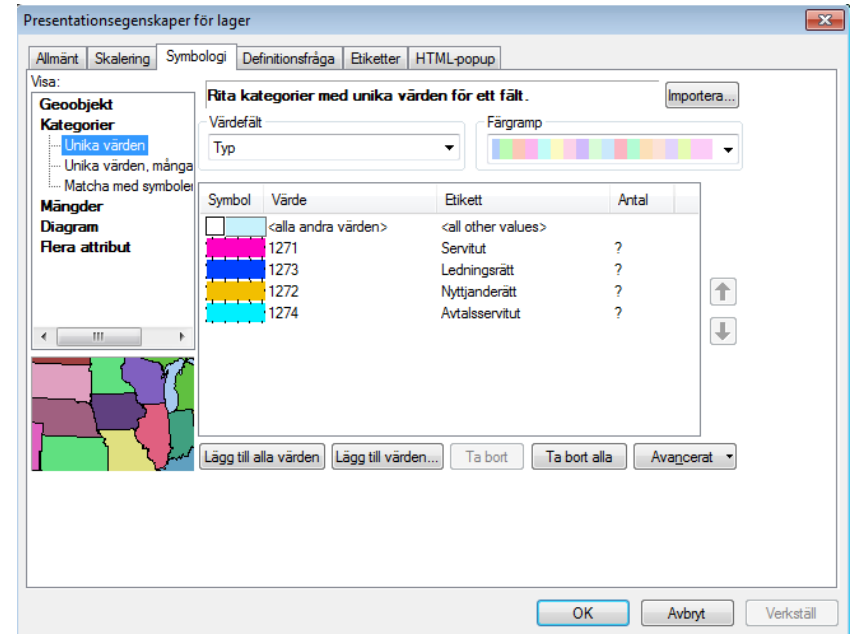 Presentationsegenskaper för lager
Allmänt Skalering Symbologi Definitionsfråga Etiketter HTML-popup
Visa:
Geoobjekt
Kategorier
Unika värden
Unika värden, många
Matcha med symboler
Mängder
Diagram
Flera attribut
Rita kategorier med unika värden för ett fält.
Importera...
Värdefält
Typ
Färgramp
Symbol Värde Etikett Antal
<alla andra värden> <all other values>
1271 Servitut ?
1273 Ledningsrätt ?
1272 Nyttjanderätt ?
1274 Avtalsservitut ?
Lägg till alla värden Lägg till värden... Ta bort Ta bort alla Avancerat
OK Avbryt Verkställ